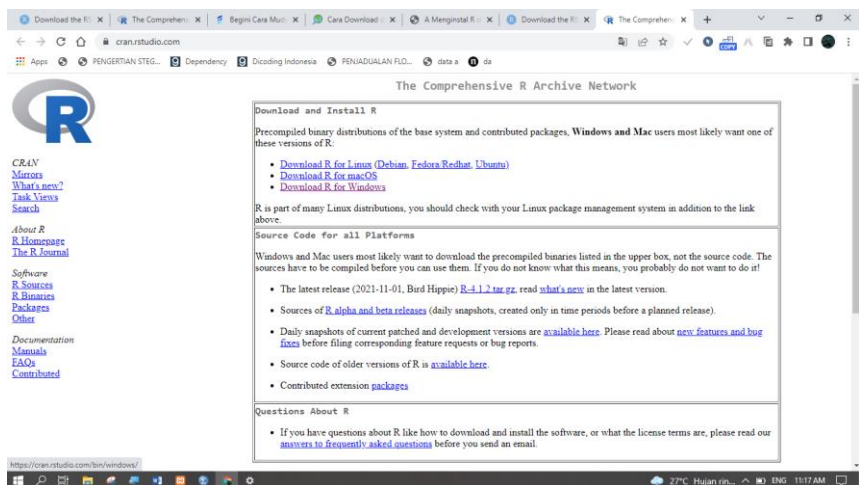 Download the RS
The Comprehens
Begini Cara Mud
Cara Download d
A Menginstal R d
Download the RS
The Comprehen
cran.rstudio.com
COPY
Apps
PENGERTIAN STEG...
Dependency
Dicoding Indonesia
PENJADUALAN FLO...
data a
da
R
CRAN
Mirrors
What's new?
Task Views
Search
About R
R Homepage
The R Journal
Software
R Sources
R Binaries
Packages
Other
Documentation
Manuals
FAQs
Contributed
The Comprehensive R Archive Network
Download and Install R
Precompiled binary distributions of the base system and contributed packages, Windows and Mac users most likely want one of
these versions of R:
• Download R for Linux (Debian, Fedora/Redhat, Ubuntu)
• Download R for macOS
• Download R for Windows
R is part of many Linux distributions, you should check with your Linux package management system in addition to the link
above.
Source Code for all Platforms
Windows and Mac users most likely want to download the precompiled binaries listed in the upper box, not the source code. The
sources have to be compiled before you can use them. If you do not know what this means, you probably do not want to do it!
• The latest release (2021-11-01, Bird Hippie) R-4.1.2.tar.gz, read what's new in the latest version.
• Sources of R alpha and beta releases (daily snapshots, created only in time periods before a planned release).
• Daily snapshots of current patched and development versions are available here. Please read about new features and bug
fixes before filing corresponding feature requests or bug reports.
• Source code of older versions of R is available here.
• Contributed extension packages
Questions About R
• If you have questions about R like how to download and install the software, or what the license terms are, please read our
answers to frequently asked questions before you send an email.
https://cran.rstudio.com/bin/windows/
27°C Hujan rin... ENG 11:17 AM